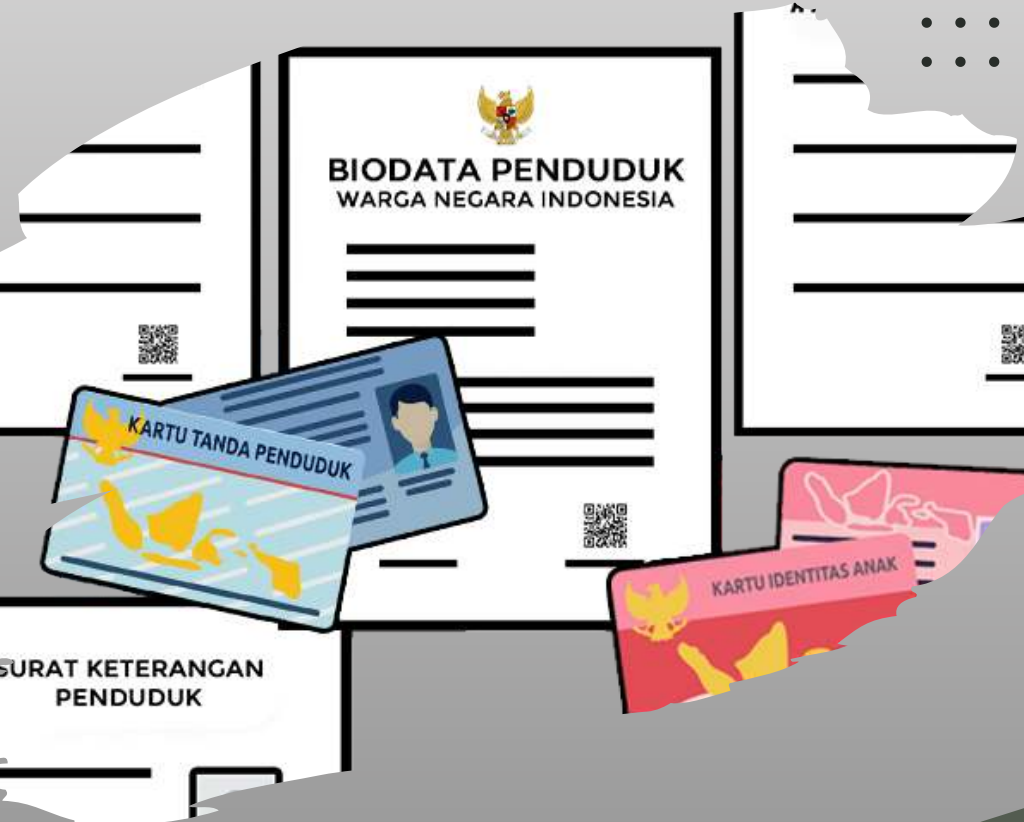 BIODATA PENDUDUK
WARGA NEGARA INDONESIA
KARTU TANDA PENDUDUK
KARTU IDENTITAS ANAK
SURAT KETERANGAN
PENDUDUK